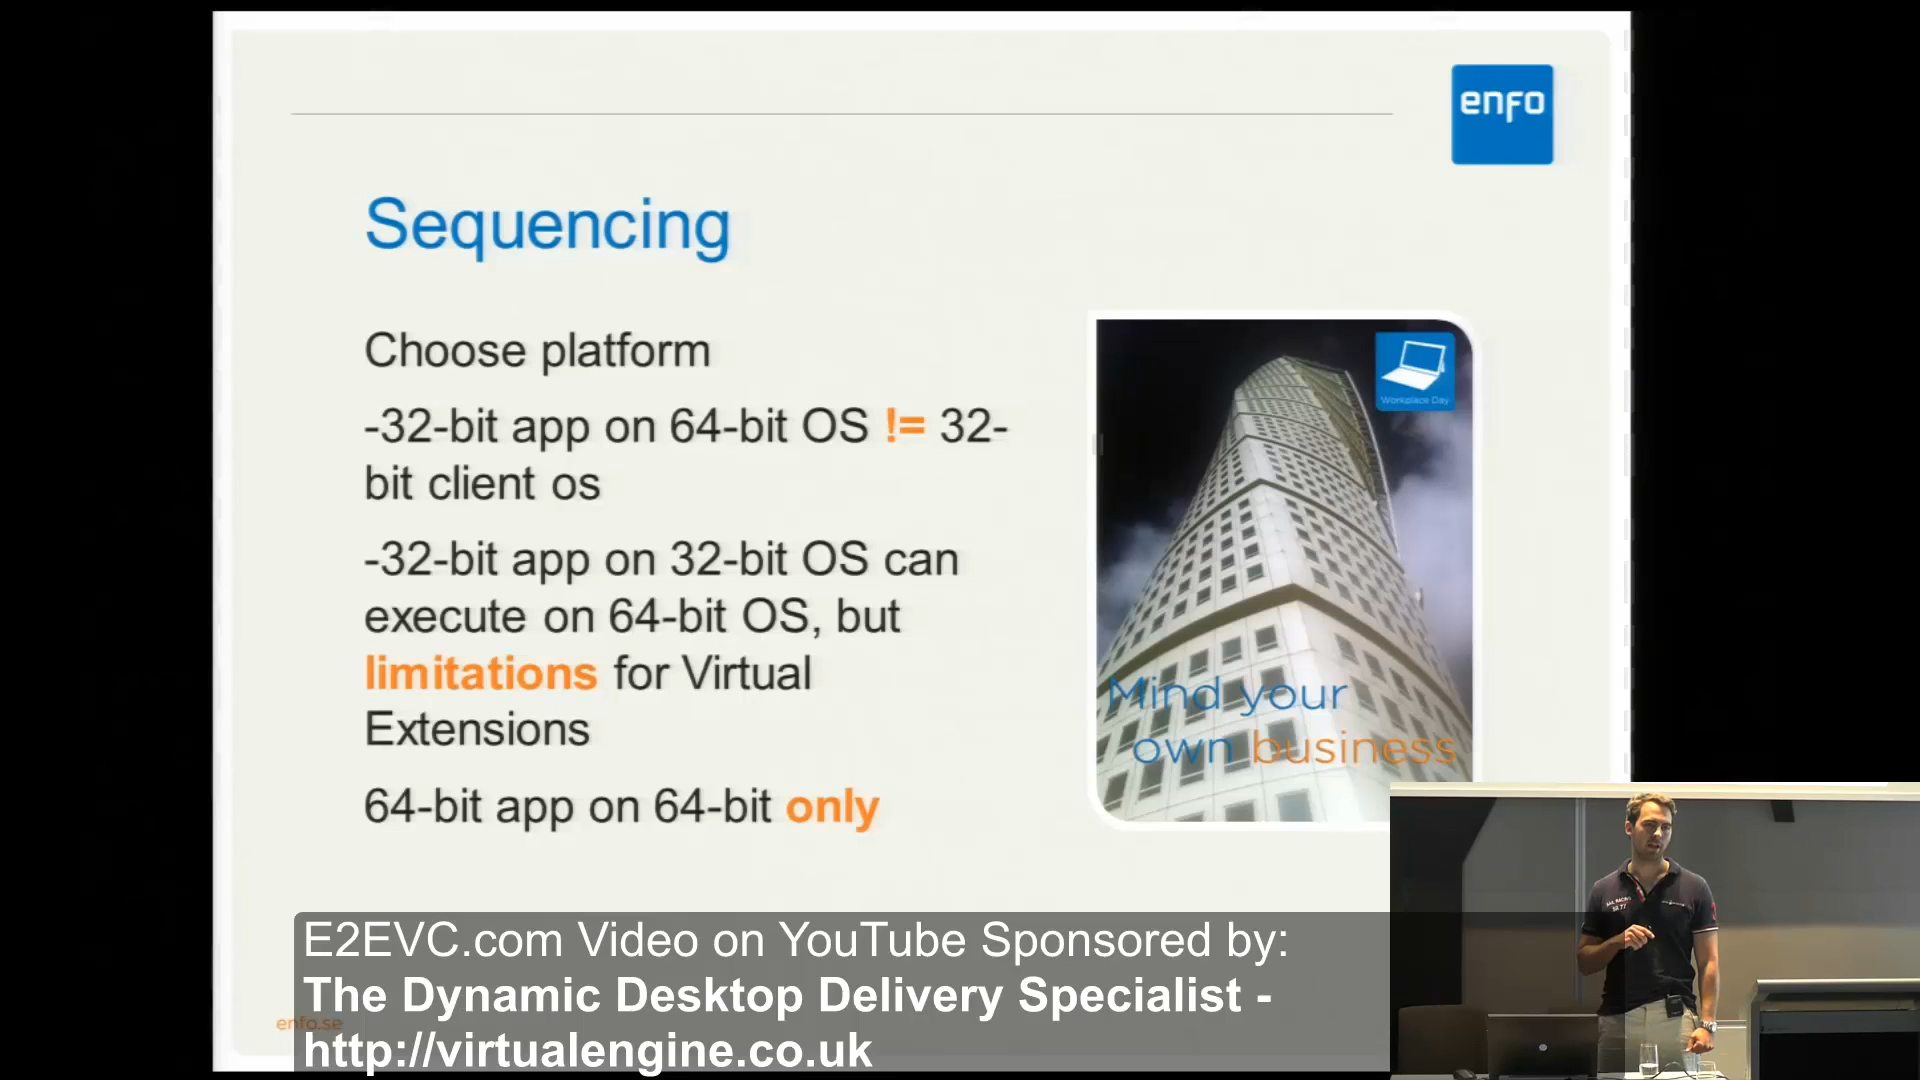 enfo
Sequencing
Choose platform
-32-bit app on 64-bit OS != 32-
bit client os
-32-bit app on 32-bit OS can
execute on 64-bit OS, but
limitations for Virtual
Extensions
64-bit app on 64-bit only
Workplace Day
Mind your
own business
E2EVC.com Video on YouTube Sponsored by:
The Dynamic Desktop Delivery Specialist -
http://virtualengine.co.uk
enfo.se